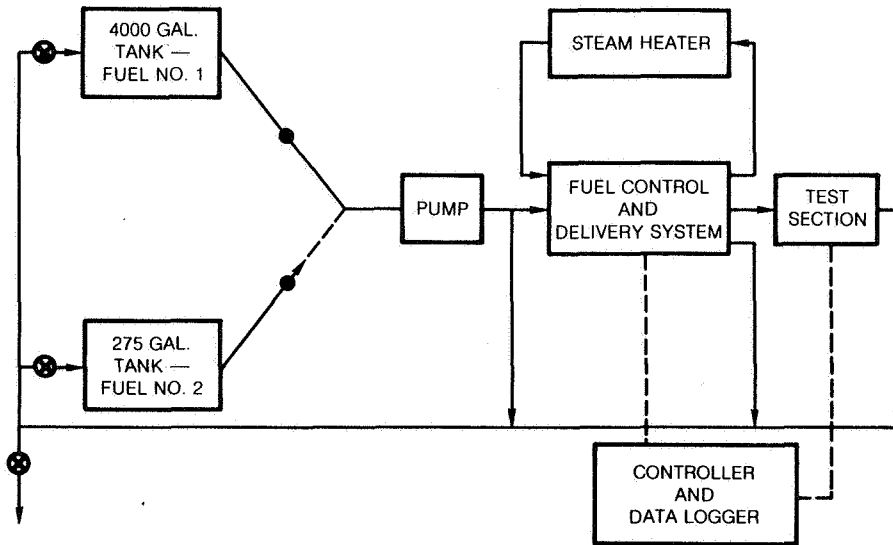 4000 GAL.
TANK —
FUEL NO. 1
STEAM HEATER
PUMP
FUEL CONTROL
AND
DELIVERY SYSTEM
TEST
SECTION
275 GAL.
TANK —
FUEL NO. 2
CONTROLLER
AND
DATA LOGGER